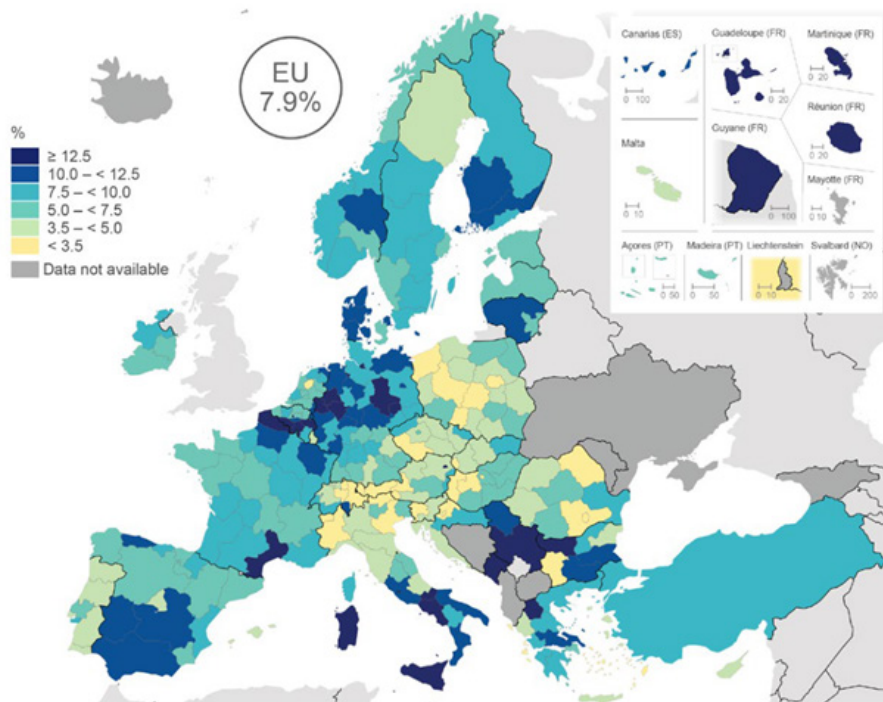 EU
7.9%
%
≥ 12.5
10.0 – < 12.5
7.5 – < 10.0
5.0 – < 7.5
3.5 – < 5.0
< 3.5
Data not available
Canarias (ES)
0 100
Guadeloupe (FR)
0 20
Martinique (FR)
0 20
Malta
0 10
Guyane (FR)
0 100
Réunion (FR)
0 20
Mayotte (FR)
0 10
Açores (PT)
0 50
Madeira (PT)
0 50
Liechtenstein
0 10
Svalbard (NO)
0 200